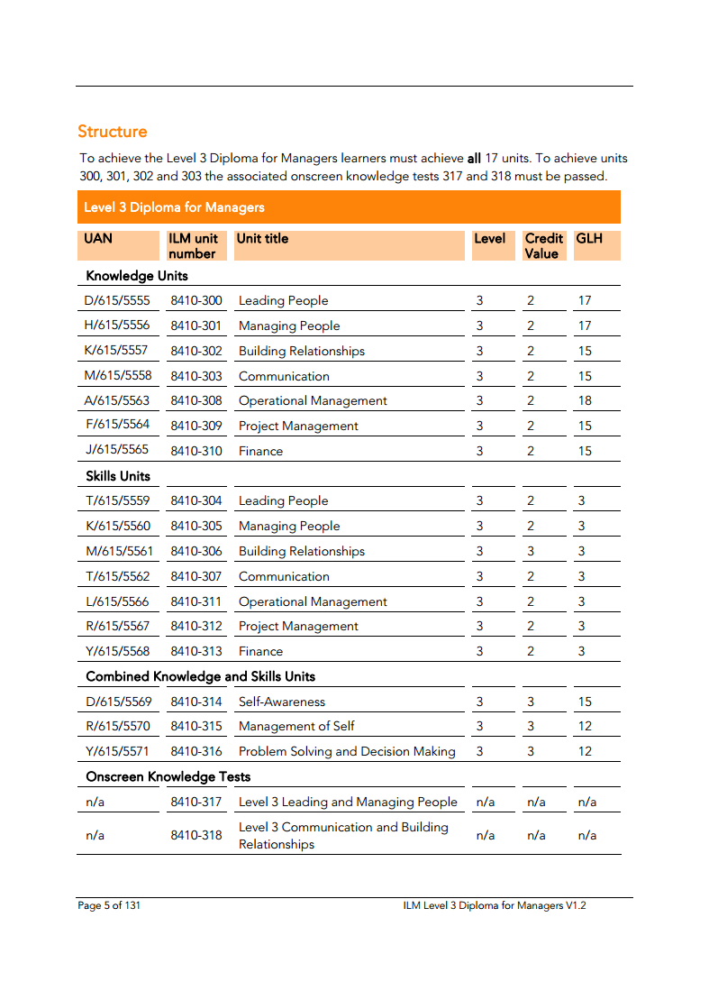 Structure
To achieve the Level 3 Diploma for Managers learners must achieve all 17 units. To achieve units
300, 301, 302 and 303 the associated onscreen knowledge tests 317 and 318 must be passed.
Level 3 Diploma for Managers
UAN ILM unit number Unit title Level Credit Value GLH
Knowledge Units
D/615/5555 8410-300 Leading People 3 2 17
H/615/5556 8410-301 Managing People 3 2 17
K/615/5557 8410-302 Building Relationships 3 2 15
M/615/5558 8410-303 Communication 3 2 15
A/615/5563 8410-308 Operational Management 3 2 18
F/615/5564 8410-309 Project Management 3 2 15
J/615/5565 8410-310 Finance 3 2 15
Skills Units
T/615/5559 8410-304 Leading People 3 2 3
K/615/5560 8410-305 Managing People 3 2 3
M/615/5561 8410-306 Building Relationships 3 3 3
T/615/5562 8410-307 Communication 3 2 3
L/615/5566 8410-311 Operational Management 3 2 3
R/615/5567 8410-312 Project Management 3 2 3
Y/615/5568 8410-313 Finance 3 2 3
Combined Knowledge and Skills Units
D/615/5569 8410-314 Self-Awareness 3 3 15
R/615/5570 8410-315 Management of Self 3 3 12
Y/615/5571 8410-316 Problem Solving and Decision Making 3 3 12
Onscreen Knowledge Tests
n/a 8410-317 Level 3 Leading and Managing People n/a n/a n/a
n/a 8410-318 Level 3 Communication and Building Relationships n/a n/a n/a
Page 5 of 131 ILM Level 3 Diploma for Managers V1.2